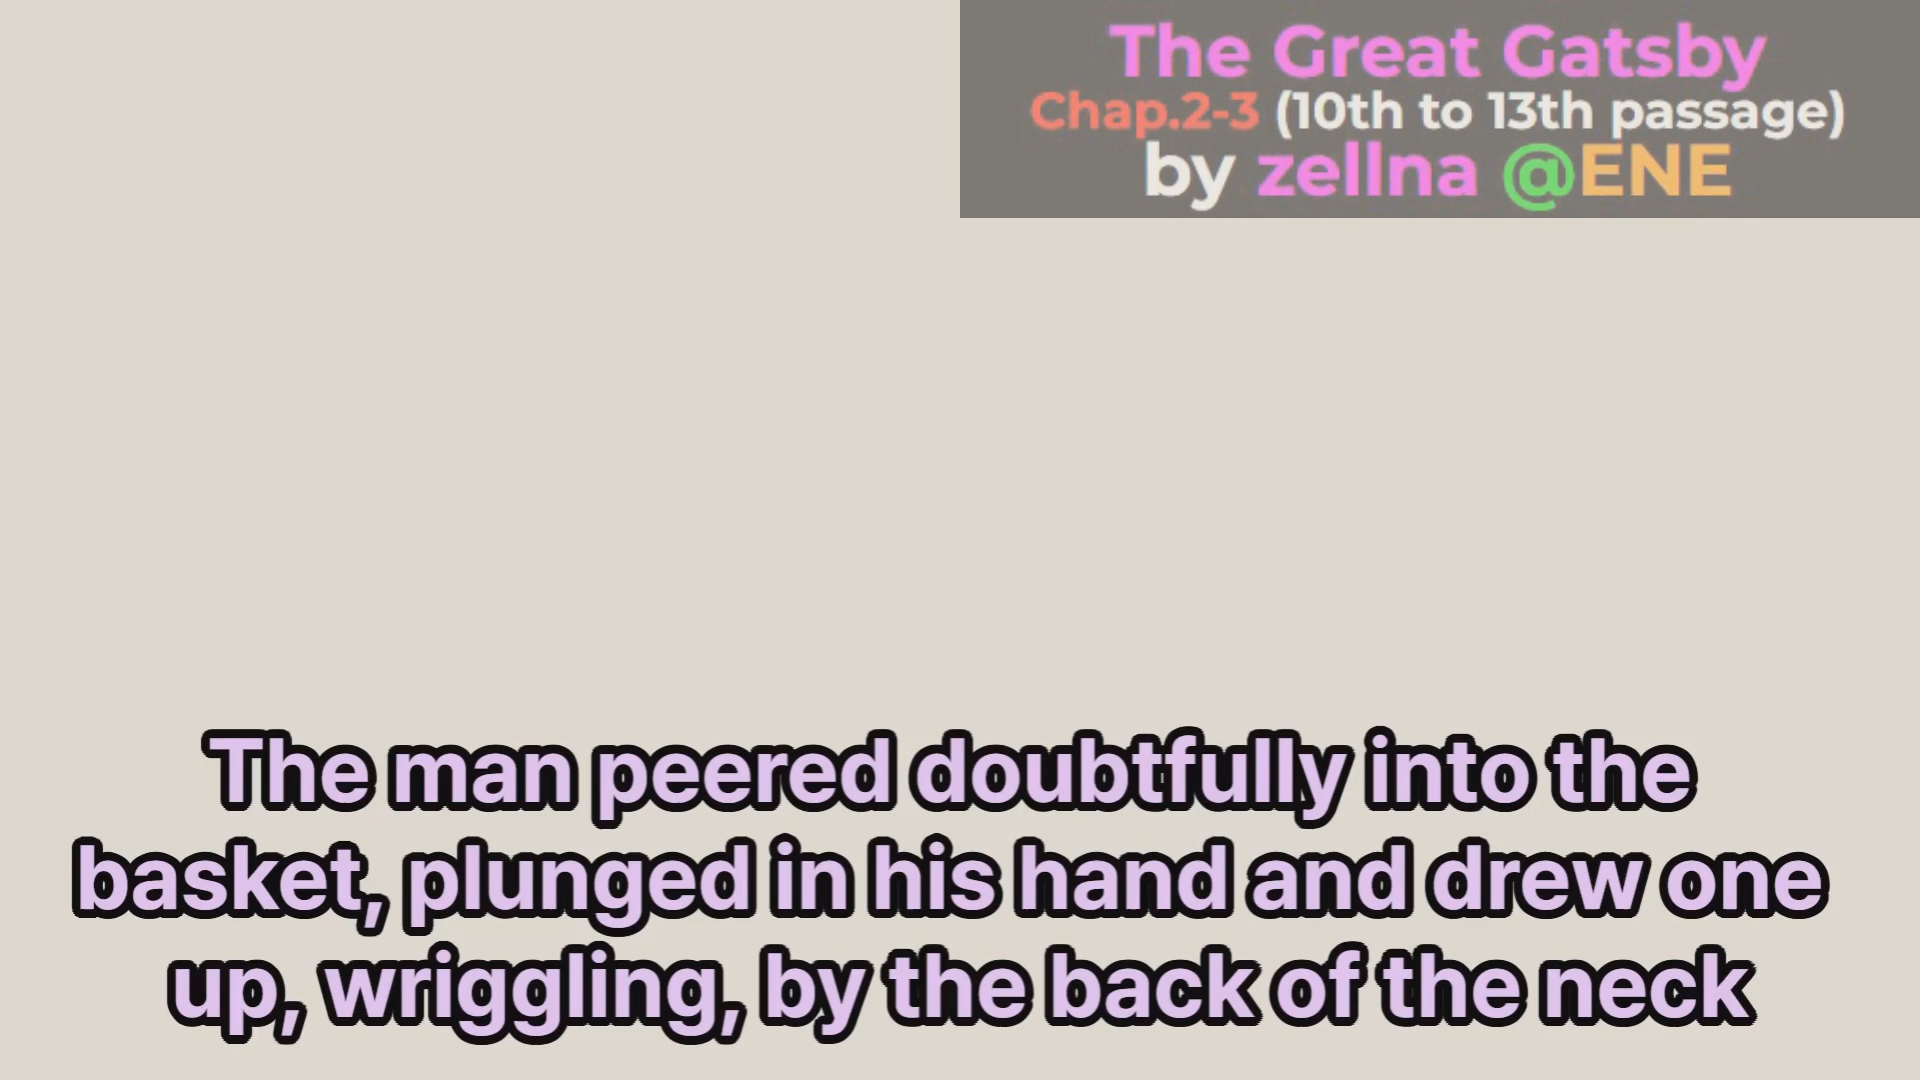 The Great Gatsby
Chap.2-3 (10th to 13th passage)
by zellna @ENE
The man peered doubtfully into the
basket, plunged in his hand and drew one
up, wriggling, by the back of the neck